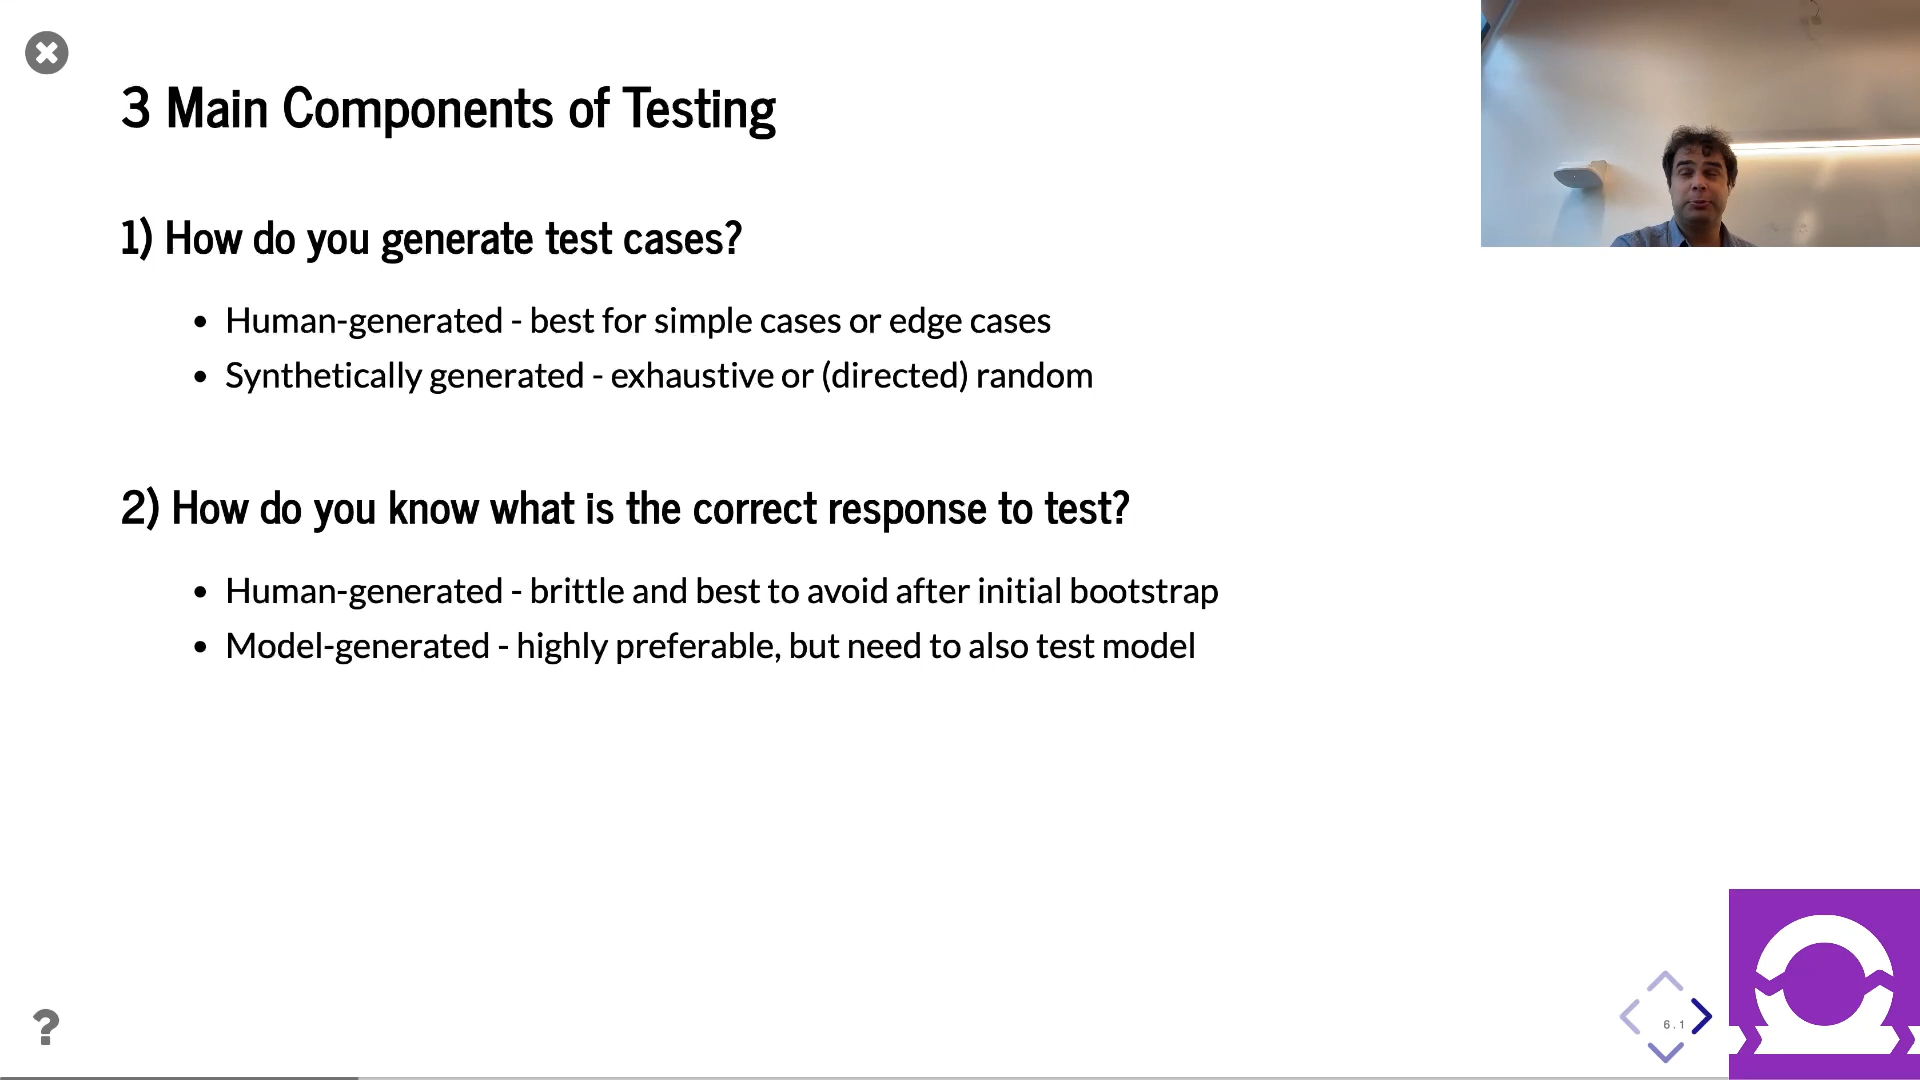 3 Main Components of Testing
1) How do you generate test cases?
• Human-generated - best for simple cases or edge cases
• Synthetically generated - exhaustive or (directed) random
2) How do you know what is the correct response to test?
• Human-generated - brittle and best to avoid after initial bootstrap
• Model-generated - highly preferable, but need to also test model
?
6.1